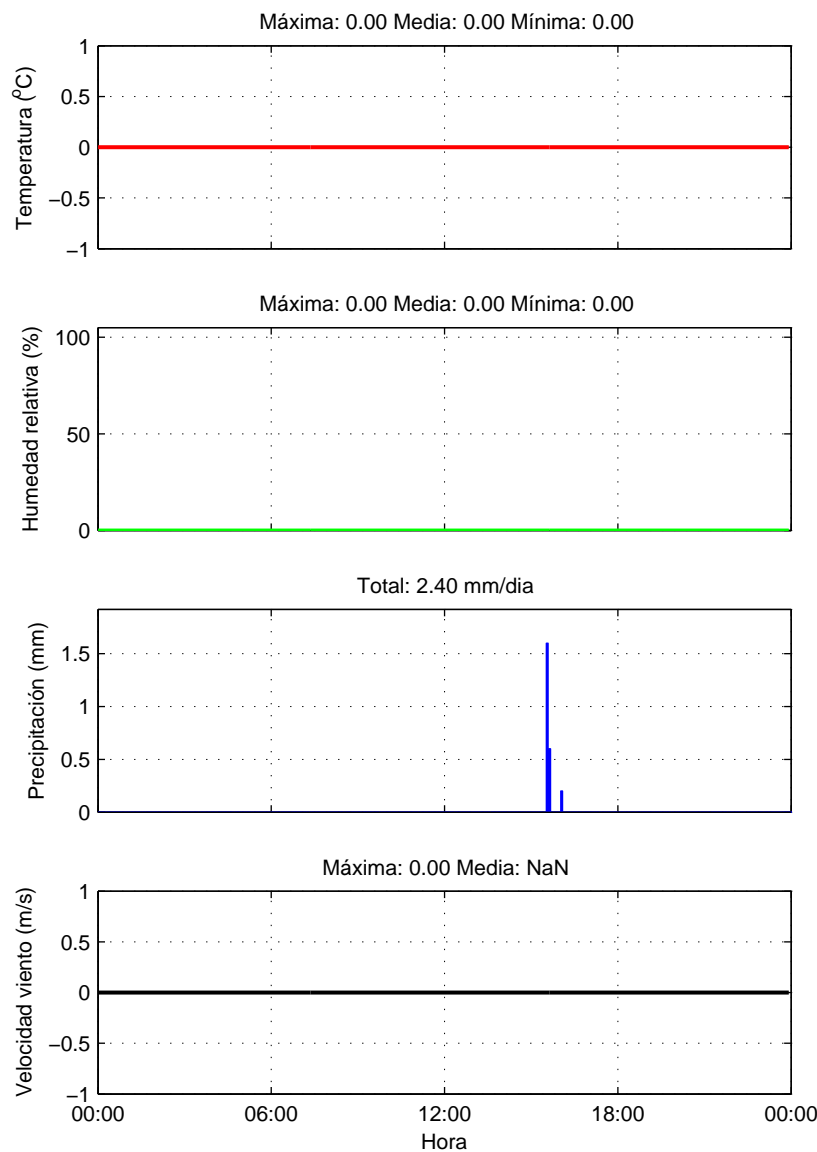 Máxima: 0.00 Media: 0.00 Mínima: 0.00
1
0.5
0
−0.5
−1
Temperatura (ºC)
Máxima: 0.00 Media: 0.00 Mínima: 0.00
100
50
0
Humedad relativa (%)
Total: 2.40 mm/dia
1.5
1
0.5
0
Precipitación (mm)
Máxima: 0.00 Media: NaN
1
0.5
0
−0.5
−1
Velocidad viento (m/s)
00:00 06:00 12:00 18:00 00:00
Hora